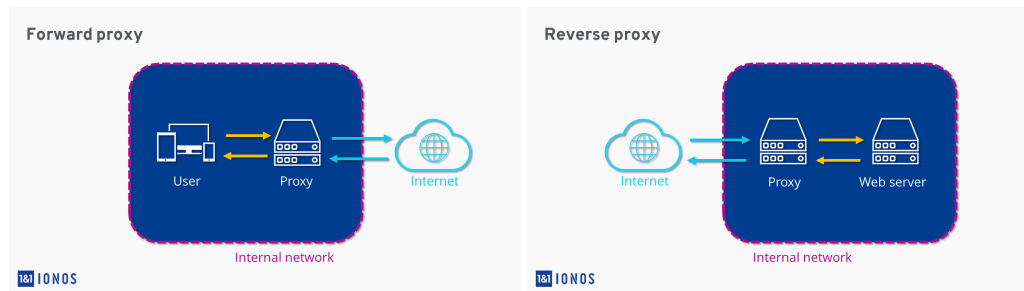 Forward proxy
User
Proxy
Internet
Internal network
1&1 IONOS
Reverse proxy
Internet
Proxy
Web server
Internal network
1&1 IONOS